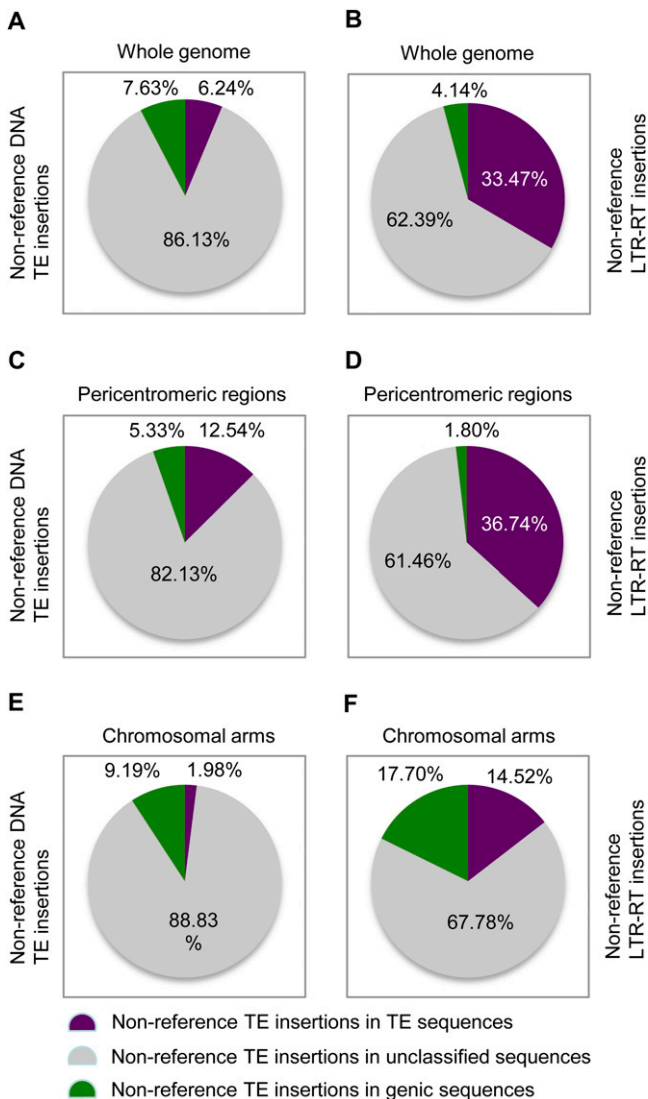 A
Whole genome
7.63%
6.24%
86.13%
Non-reference DNA
TE insertions
B
Whole genome
4.14%
33.47%
62.39%
Non-reference
LTR-RT insertions
C
Pericentromeric regions
5.33%
12.54%
82.13%
Non-reference DNA
TE insertions
D
Pericentromeric regions
1.80%
36.74%
61.46%
Non-reference
LTR-RT insertions
E
Chromosomal arms
9.19%
1.98%
88.83
%
Non-reference DNA
TE insertions
F
Chromosomal arms
17.70%
14.52%
67.78%
Non-reference
LTR-RT insertions
Non-reference TE insertions in TE sequences
Non-reference TE insertions in unclassified sequences
Non-reference TE insertions in genic sequences